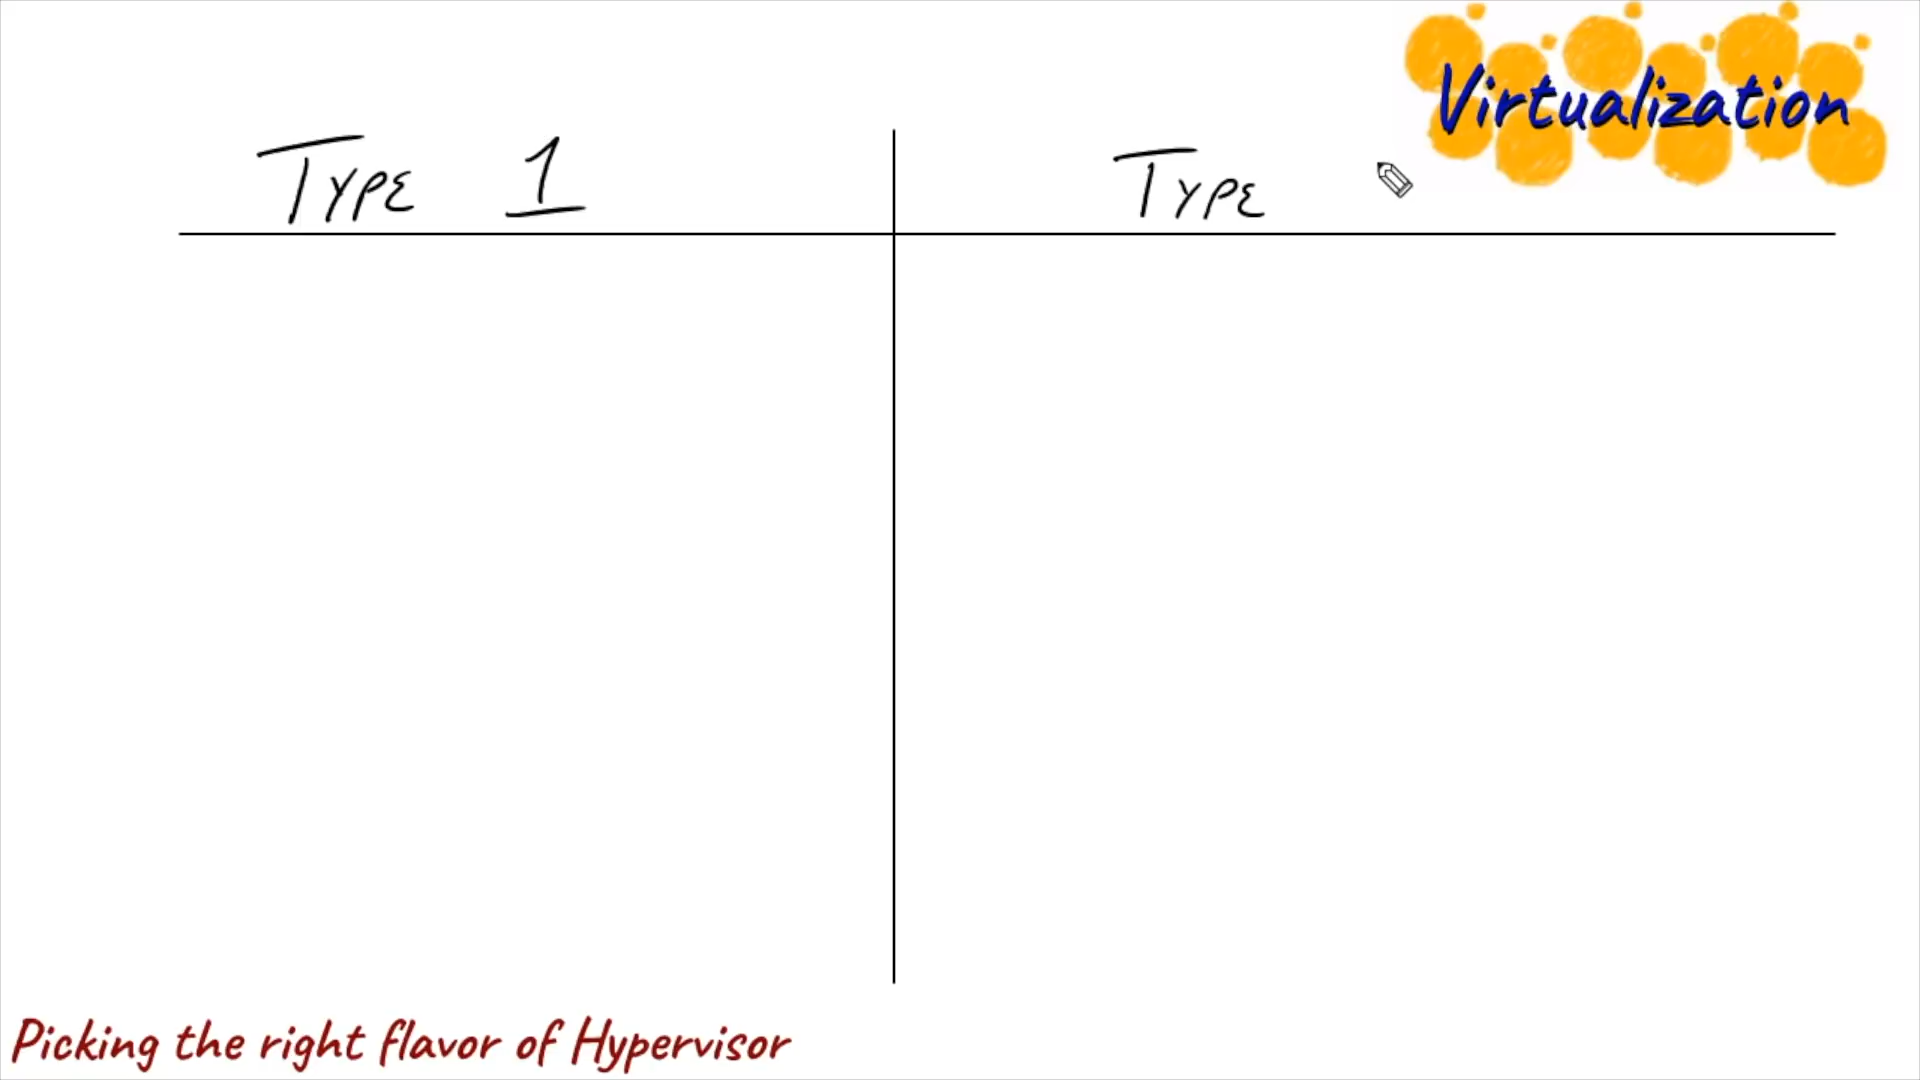 Virtualization
Type 1
Type
Picking the right flavor of Hypervisor